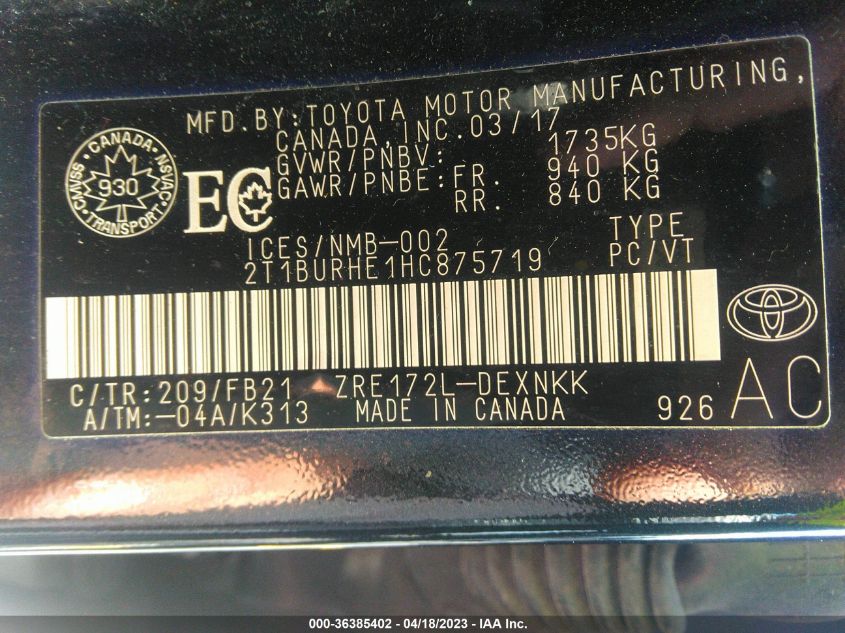 MFD.BY:TOYOTA MOTOR MANUFACTURING,
CANADA,INC.03/17
GVWR/PNBV: 1735KG
GAWR/PNBE:FR. 940 KG
RR. 840 KG
CANADA
CMVSS
930
NSVAC
TRANSPORT
EC
ICES/NMB-002
TYPE
2T1BURHE1HC875719 PC/VT
C/TR:209/FB21 ZRE172L-DEXNKK
A/TM:-04A/K313 MADE IN CANADA 926 AC
000-36385402 - 04/18/2023 - IAA Inc.